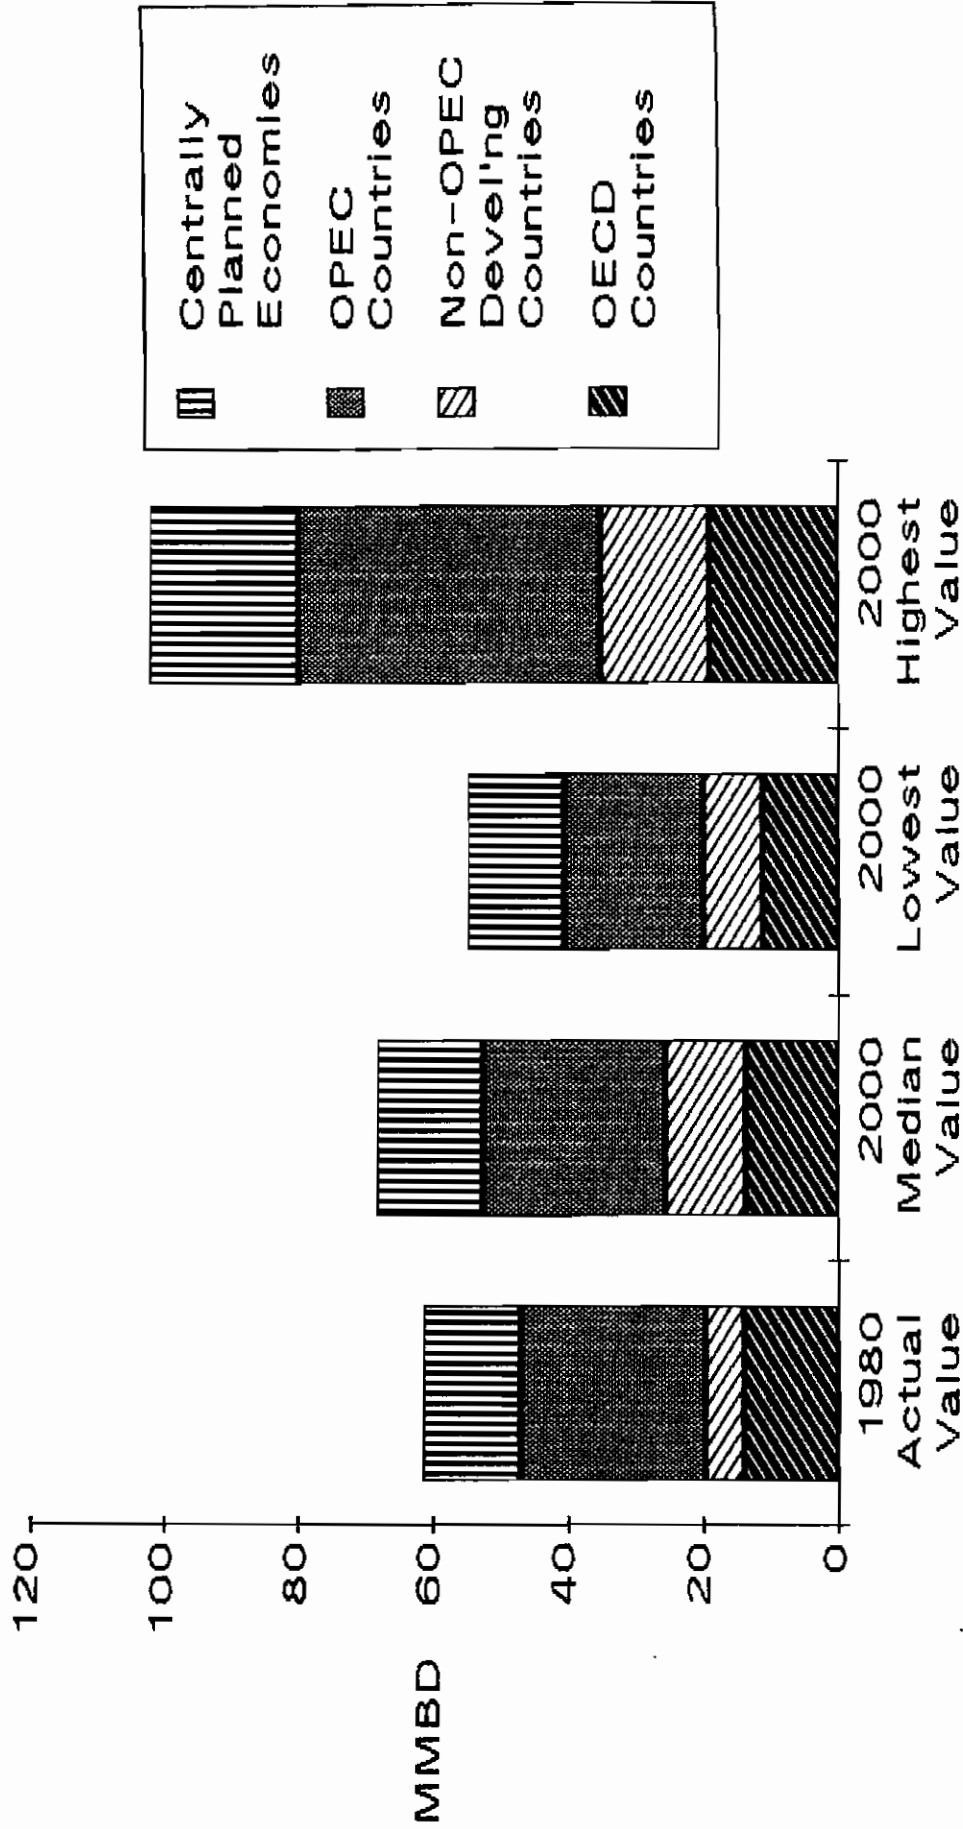 120
100
80
60
40
20
0
MMBD
1980
Actual
Value
2000
Median
Value
2000
Lowest
Value
2000
Highest
Value
Centrally
Planned
Economies
OPEC
Countries
Non-OPEC
Devel'ng
Countries
OECD
Countries